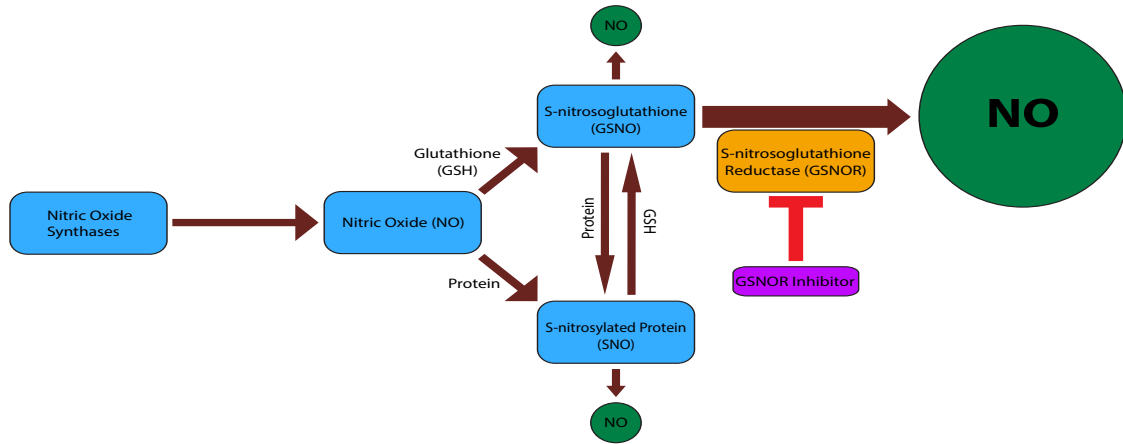 NO
S-nitrosoglutathione
(GSNO)
NO
Glutathione
(GSH)
S-nitrosoglutathione
Reductase (GSNOR)
Nitric Oxide
Synthases
Nitric Oxide (NO)
Protein
GSH
Protein
GSNOR Inhibitor
S-nitrosylated Protein
(SNO)
NO